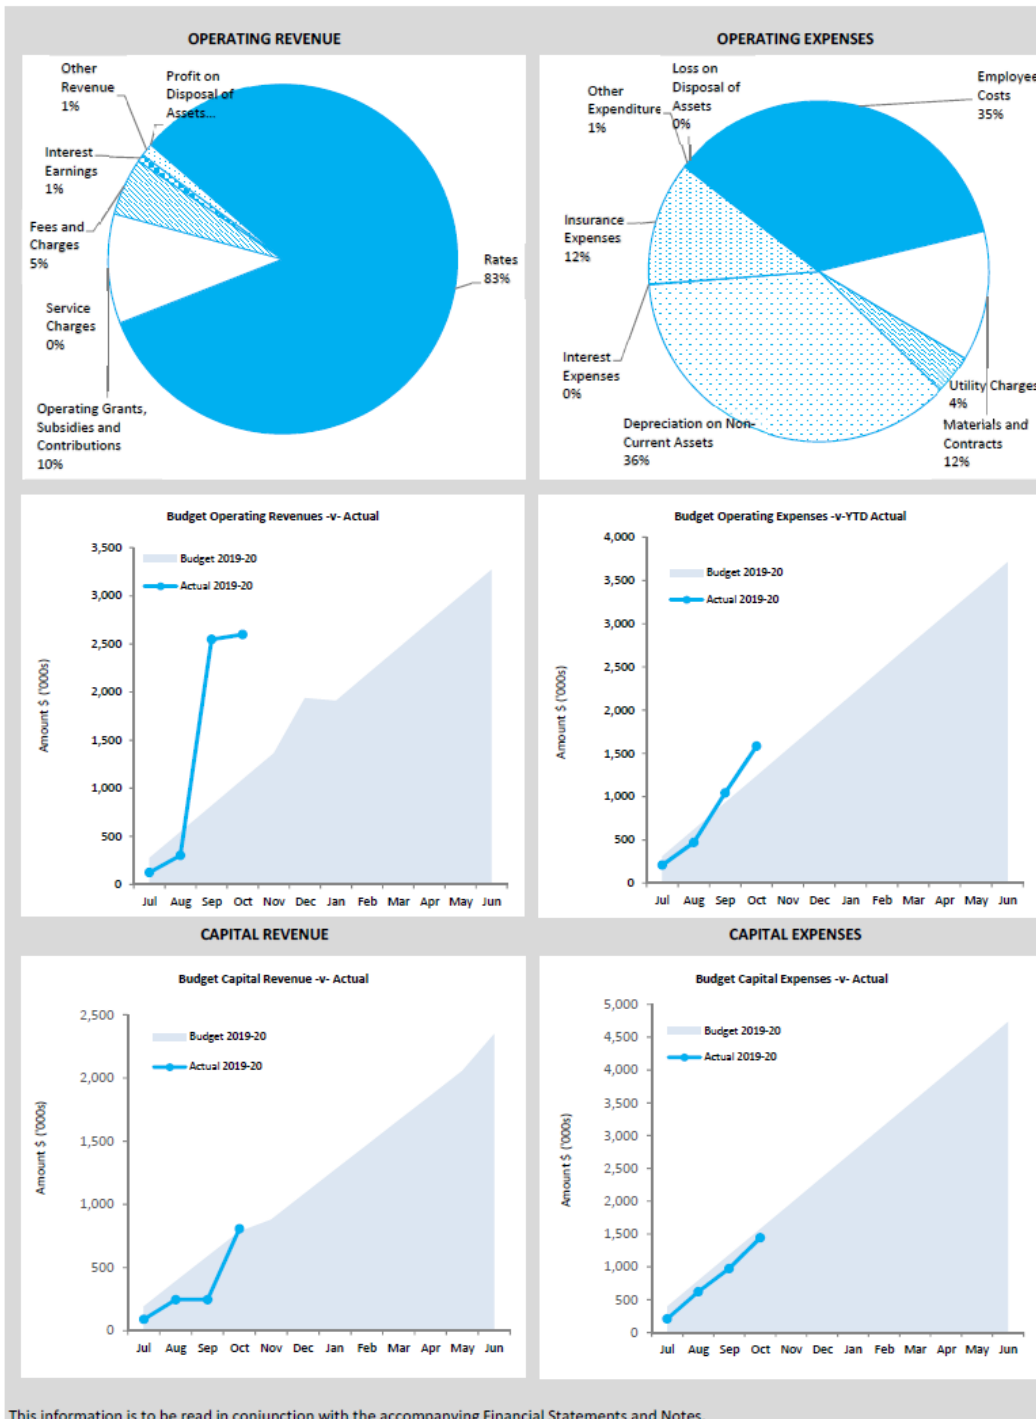 OPERATING REVENUE
Other
Revenue
1%
Profit on
Disposal of
Assets...
Interest
Earnings
1%
Fees and
Charges
5%
Service
Charges
0%
Operating Grants,
Subsidies and
Contributions
10%
Rates
83%
OPERATING EXPENSES
Loss on
Disposal of
Assets
0%
Other
Expenditure
1%
Employee
Costs
35%
Insurance
Expenses
12%
Interest
Expenses
0%
Depreciation on Non-
Current Assets
36%
Utility Charges
4%
Materials and
Contracts
12%
Budget Operating Revenues -v- Actual
Budget 2019-20
Actual 2019-20
Amount $ ('000s)
3,500
3,000
2,500
2,000
1,500
1,000
500
0
Jul Aug Sep Oct Nov Dec Jan Feb Mar Apr May Jun
Budget Operating Expenses -v-YTD Actual
Budget 2019-20
Actual 2019-20
Amount $ ('000s)
4,000
3,500
3,000
2,500
2,000
1,500
1,000
500
0
Jul Aug Sep Oct Nov Dec Jan Feb Mar Apr May Jun
CAPITAL REVENUE
Budget Capital Revenue -v- Actual
Budget 2019-20
Actual 2019-20
Amount $ ('000s)
2,500
2,000
1,500
1,000
500
0
Jul Aug Sep Oct Nov Dec Jan Feb Mar Apr May Jun
CAPITAL EXPENSES
Budget Capital Expenses -v- Actual
Budget 2019-20
Actual 2019-20
Amount $ ('000s)
5,000
4,500
4,000
3,500
3,000
2,500
2,000
1,500
1,000
500
0
Jul Aug Sep Oct Nov Dec Jan Feb Mar Apr May Jun
This information is to be read in conjunction with the accompanying Financial Statements and Notes.